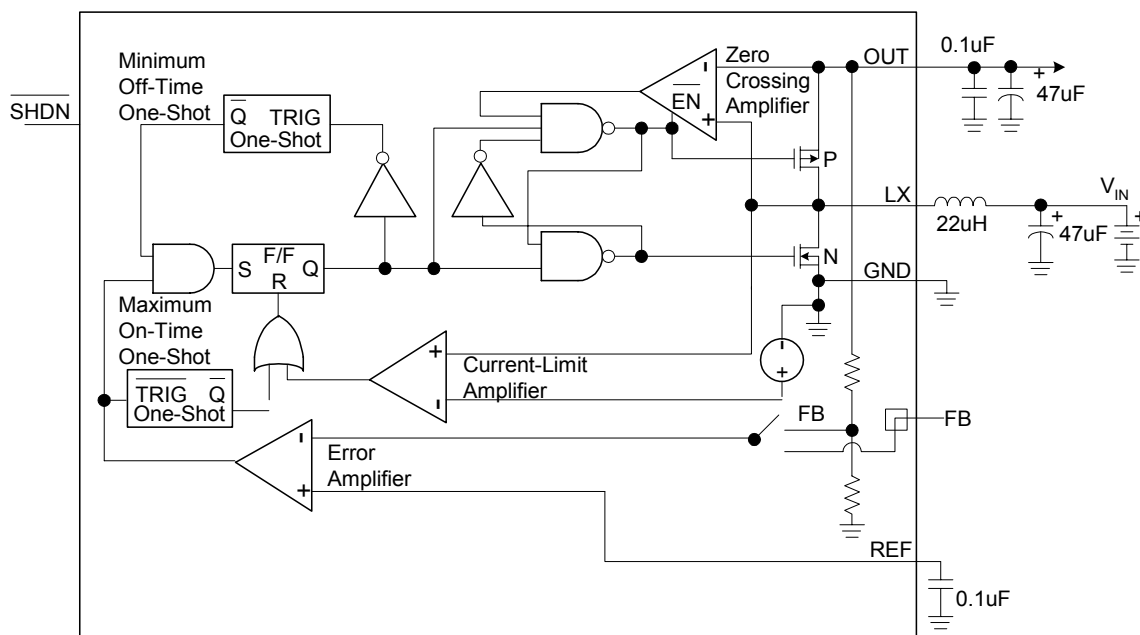 Minimum
Off-Time
One-Shot
SHDN
Q TRIG
One-Shot
Zero
Crossing
Amplifier
EN
-
+
OUT
0.1uF
+
47uF
P
LX
22uH
VIN
+
47uF
+
N
GND
F/F
S Q
R
Maximum
On-Time
One-Shot
TRIG Q
One-Shot
+
-
Current-Limit
Amplifier
-
+
FB
FB
-
+
Error
Amplifier
REF
0.1uF